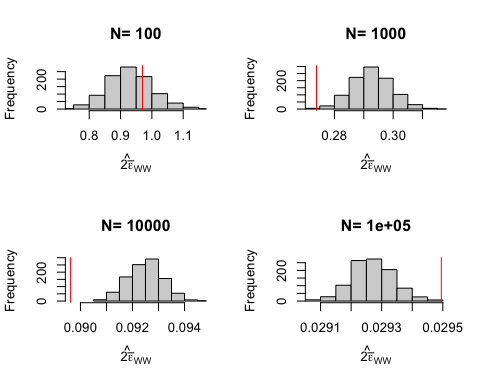 N= 100
Frequency
0 200
0.8 0.9 1.0 1.1
2ε̂̅WW
N= 1000
Frequency
0 200
0.28 0.30
2ε̂̅WW
N= 10000
Frequency
0 200
0.090 0.092 0.094
2ε̂̅WW
N= 1e+05
Frequency
0 200
0.0291 0.0293 0.0295
2ε̂̅WW